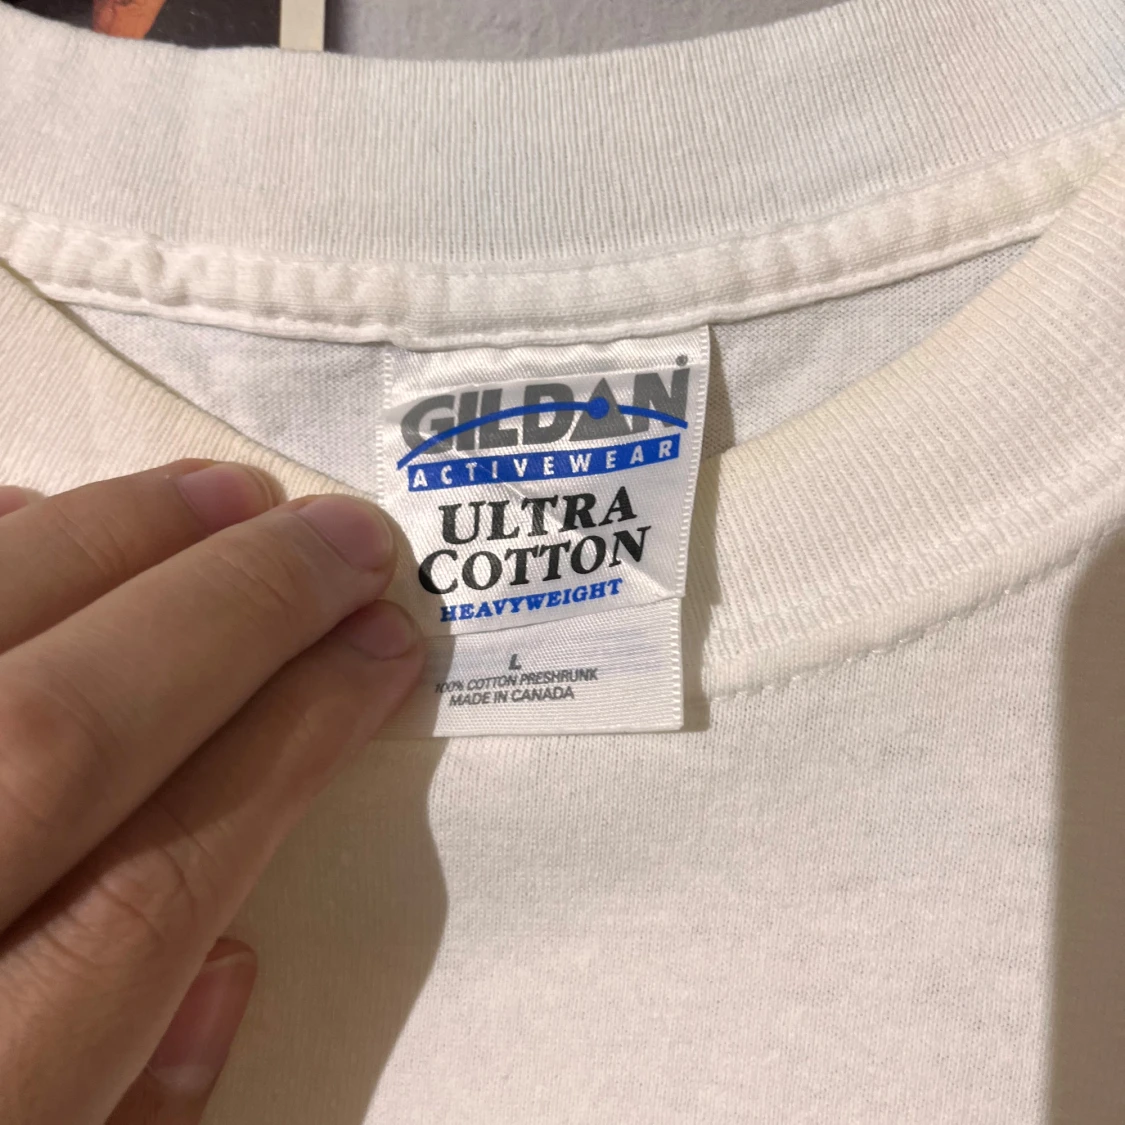 GILDAN®
ACTIVEWEAR
ULTRA
COTTON
HEAVYWEIGHT
L
100% COTTON PRESHRUNK
MADE IN CANADA